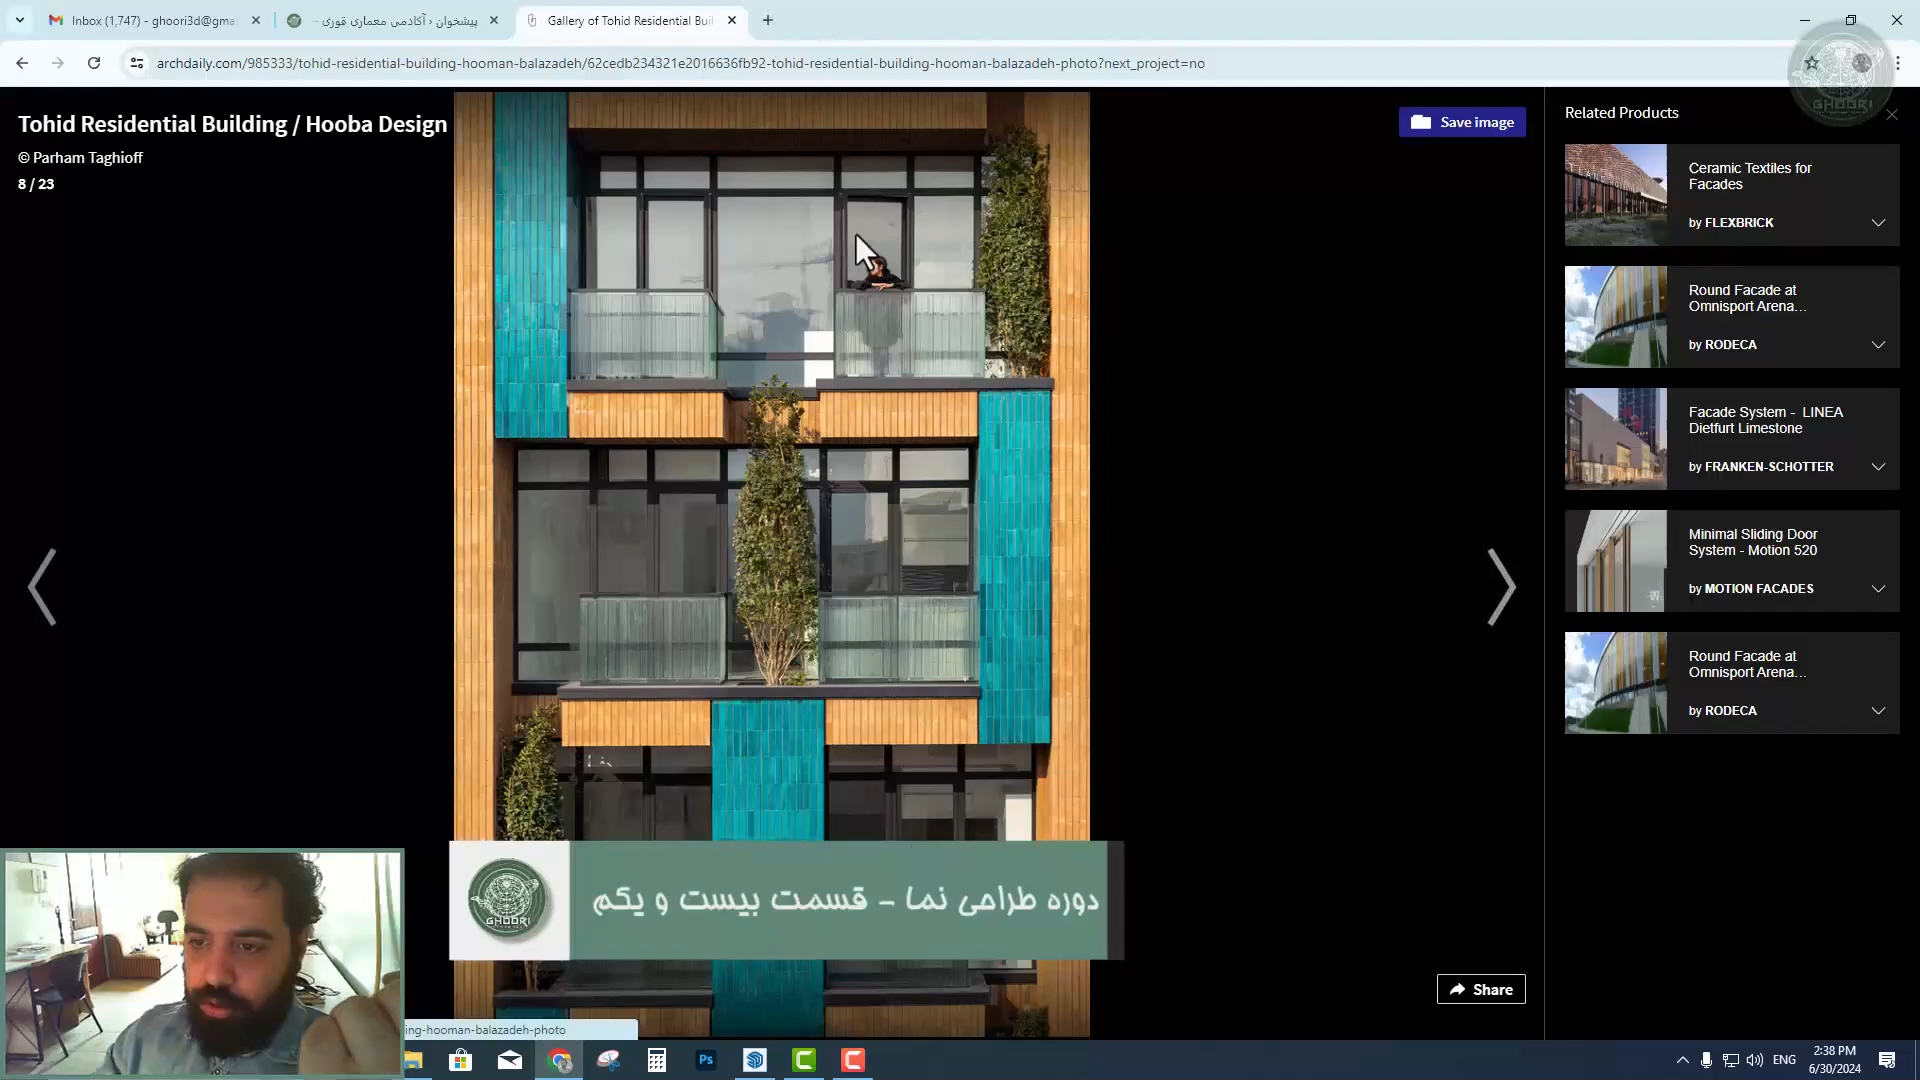 Inbox (1,747) - ghoori3d@gma
پیشخوان ‹ آکادمی معماری قوری –
Gallery of Tohid Residential Buil
archdaily.com/985333/tohid-residential-building-hooman-balazadeh/62cedb234321e2016636fb92-tohid-residential-building-hooman-balazadeh-photo?next_project=no
GHOORI
Tohid Residential Building / Hooba Design
© Parham Taghioff
8 / 23
Save image
Related Products
Ceramic Textiles for
Facades
by FLEXBRICK
Round Facade at
Omnisport Arena...
by RODECA
Facade System - LINEA
Dietfurt Limestone
by FRANKEN-SCHOTTER
Minimal Sliding Door
System - Motion 520
by MOTION FACADES
Round Facade at
Omnisport Arena...
by RODECA
GHOORI
دوره طراحی نما - قسمت بیست و یکم
Share
ing-hooman-balazadeh-photo
Ps
ENG
2:38 PM
6/30/2024